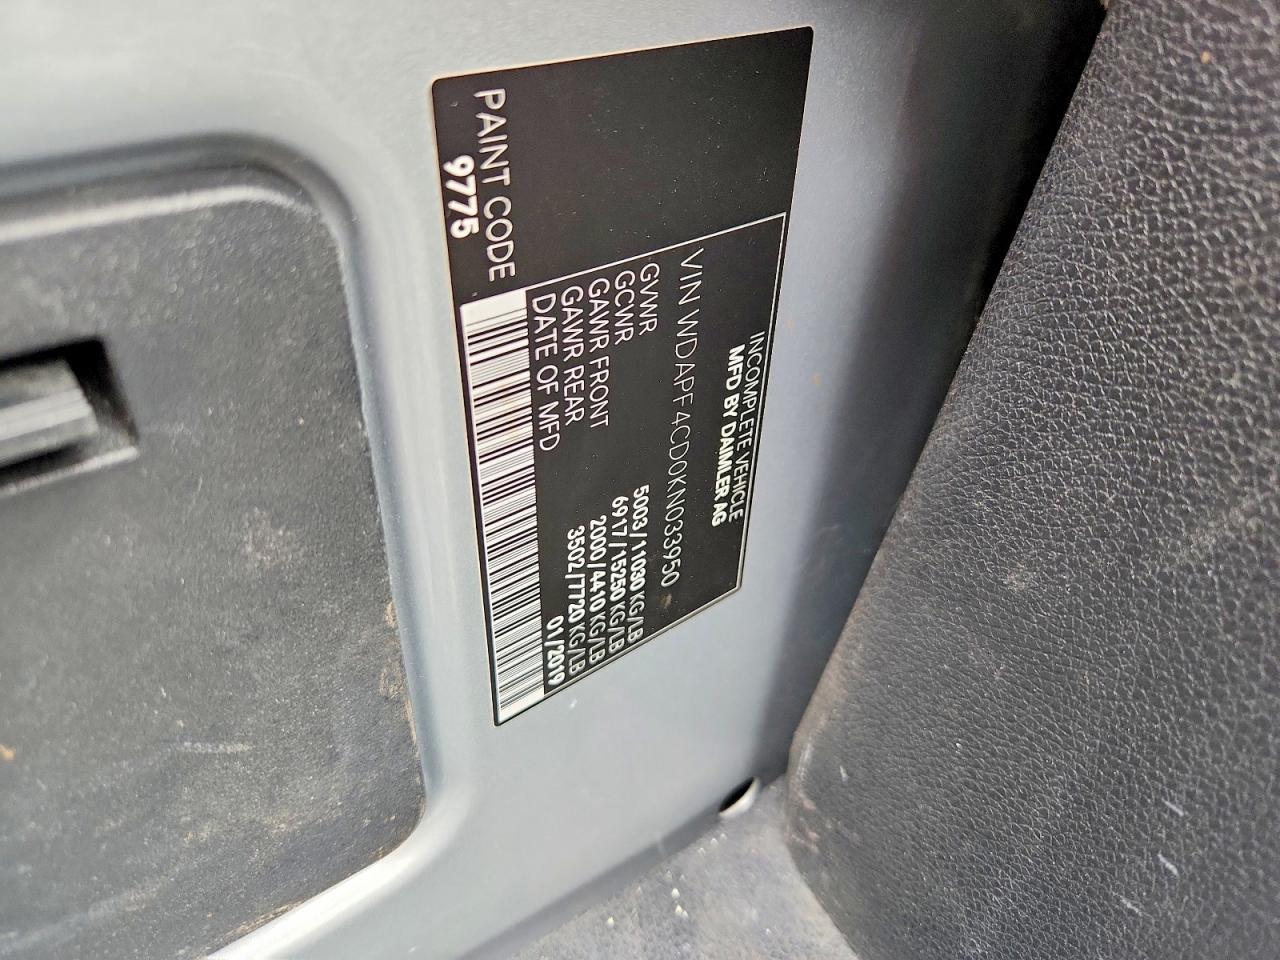 INCOMPLETE VEHICLE
MFD BY DAIMLER AG
VIN WDAPF4CD0KN033950
GVWR 5003/11030 KG/LB
GCWR 6917/15250 KG/LB
GAWR FRONT 2000/4410 KG/LB
GAWR REAR 3502/7720 KG/LB
DATE OF MFD 01/2019
PAINT CODE
9775